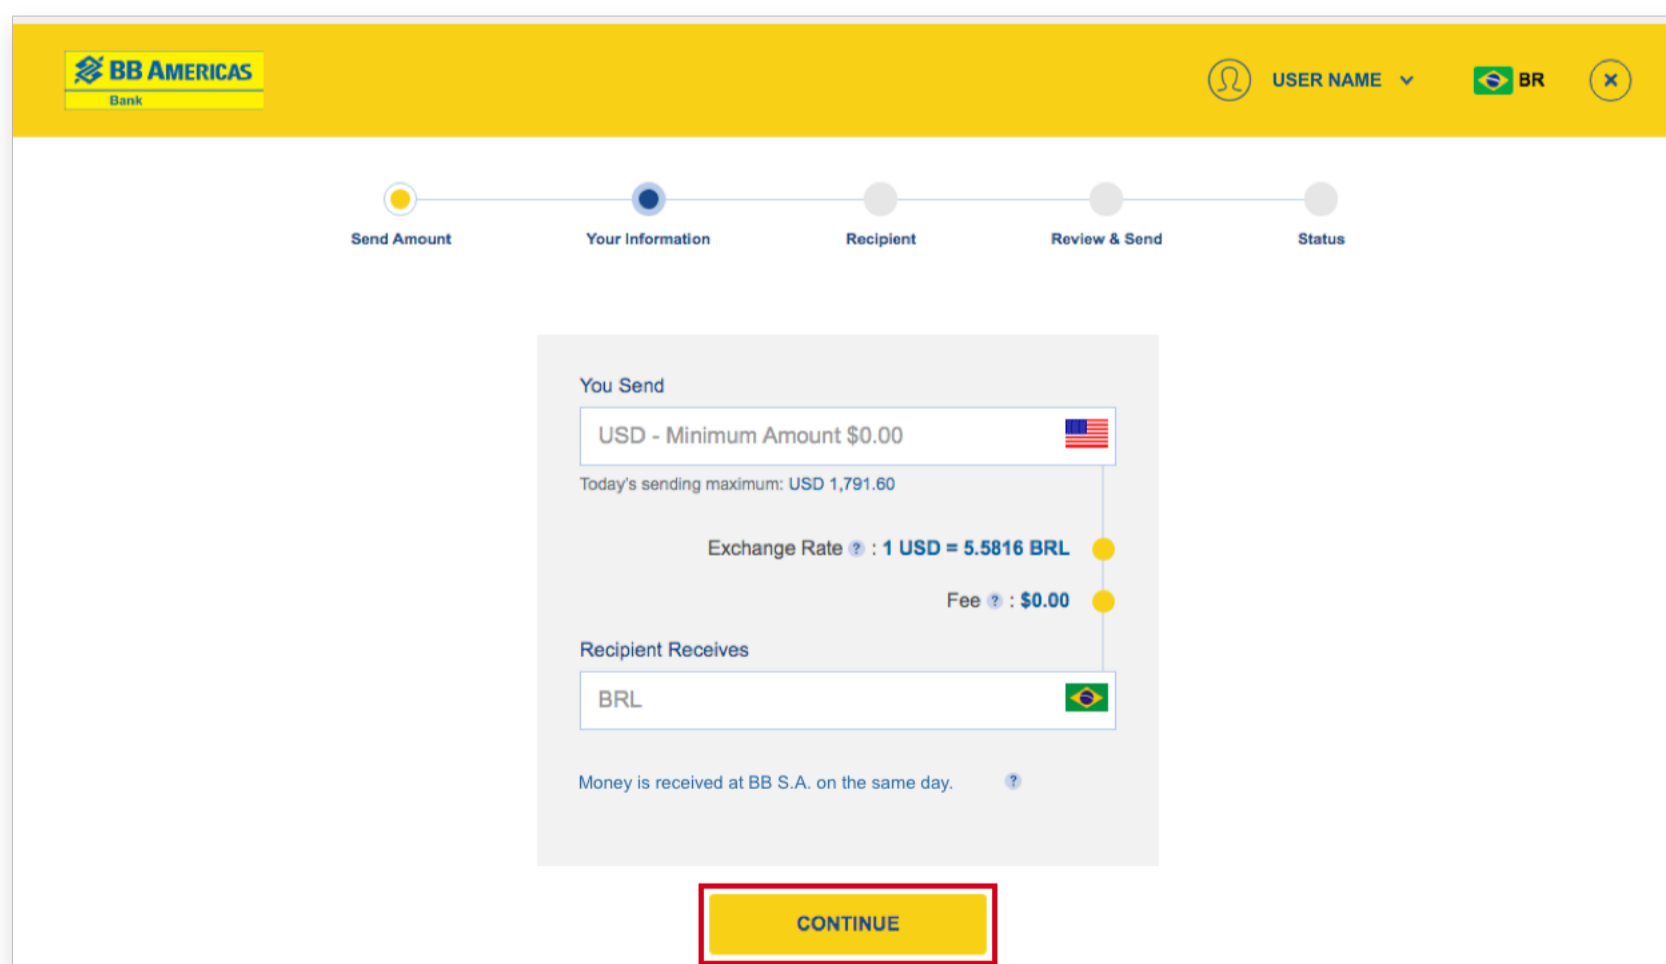 BB AMERICAS
Bank
USER NAME
BR
Send Amount
Your Information
Recipient
Review & Send
Status
You Send
USD - Minimum Amount $0.00
Today's sending maximum: USD 1,791.60
Exchange Rate ? : 1 USD = 5.5816 BRL
Fee ? : $0.00
Recipient Receives
BRL
Money is received at BB S.A. on the same day. ?
CONTINUE